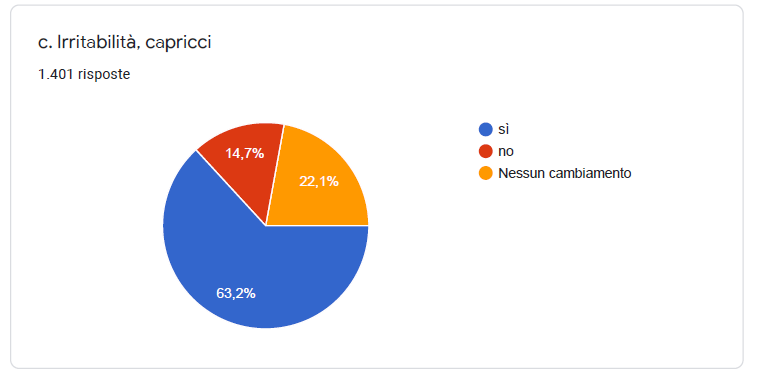 c. Irritabilità, capricci
1.401 risposte
sì
no
Nessun cambiamento
14,7%
22,1%
63,2%